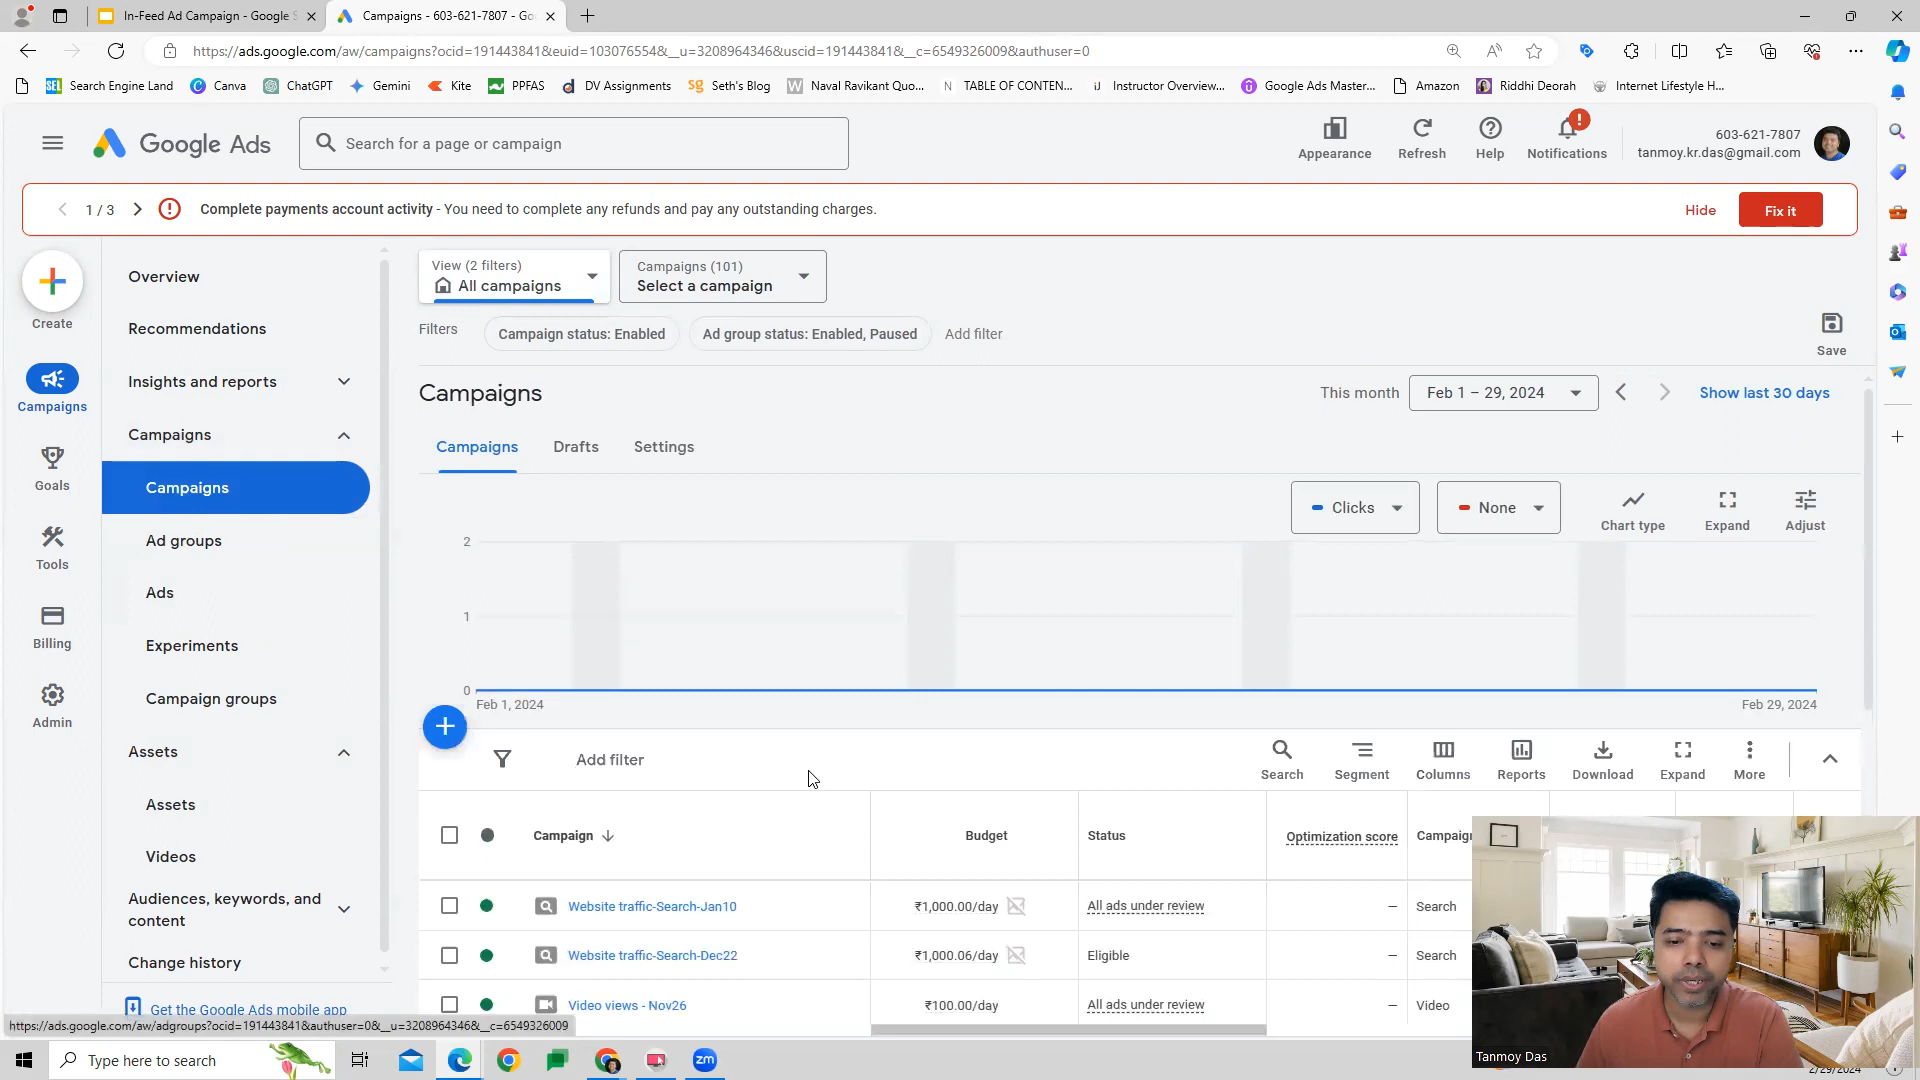 In-Feed Ad Campaign - Google S
Campaigns - 603-621-7807 - Go
https://ads.google.com/aw/campaigns?ocid=191443841&euid=103076554&__u=3208964346&uscid=191443841&__c=6549326009&authuser=0
SEL Search Engine Land
Canva
ChatGPT
Gemini
Kite
PPFAS
DV Assignments
Seth's Blog
Naval Ravikant Quo...
TABLE OF CONTEN...
Instructor Overview...
Google Ads Master...
Amazon
Riddhi Deorah
Internet Lifestyle H...
Google Ads
Search for a page or campaign
Appearance
Refresh
Help
Notifications
603-621-7807
tanmoy.kr.das@gmail.com
1 / 3
Complete payments account activity - You need to complete any refunds and pay any outstanding charges.
Hide
Fix it
Create
Campaigns
Goals
Tools
Billing
Admin
Overview
Recommendations
Insights and reports
Campaigns
Campaigns
Ad groups
Ads
Experiments
Campaign groups
Assets
Assets
Videos
Audiences, keywords, and
content
Change history
Get the Google Ads mobile app
View (2 filters)
All campaigns
Campaigns (101)
Select a campaign
Filters
Campaign status: Enabled
Ad group status: Enabled, Paused
Add filter
Save
Campaigns
This month
Feb 1 – 29, 2024
Show last 30 days
Campaigns
Drafts
Settings
Clicks
None
Chart type
Expand
Adjust
2
1
0
Feb 1, 2024
Feb 29, 2024
Add filter
Search
Segment
Columns
Reports
Download
Expand
More
Campaign
Budget
Status
Optimization score
Campaig
Website traffic-Search-Jan10
₹1,000.00/day
All ads under review
–
Search
Website traffic-Search-Dec22
₹1,000.06/day
Eligible
–
Search
Video views - Nov26
₹100.00/day
All ads under review
–
Video
https://ads.google.com/aw/adgroups?ocid=191443841&authuser=0&__u=3208964346&__c=6549326009
Type here to search
zm
Tanmoy Das
2/29/2024